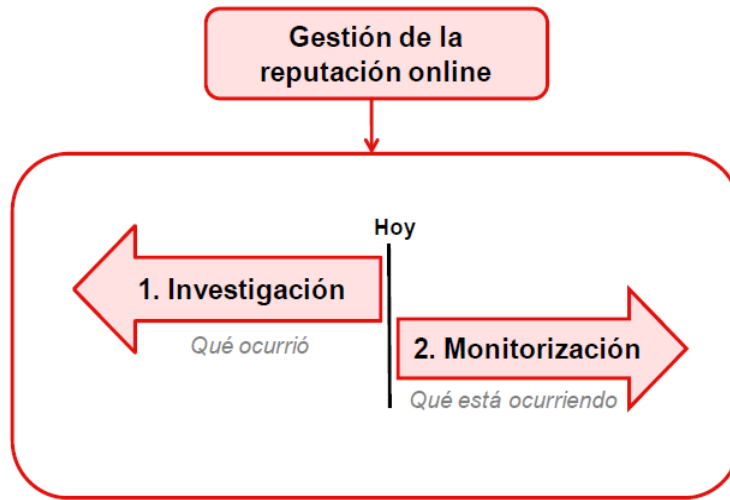 Gestión de la
reputación online
Hoy
1. Investigación
Qué ocurrió
2. Monitorización
Qué está ocurriendo